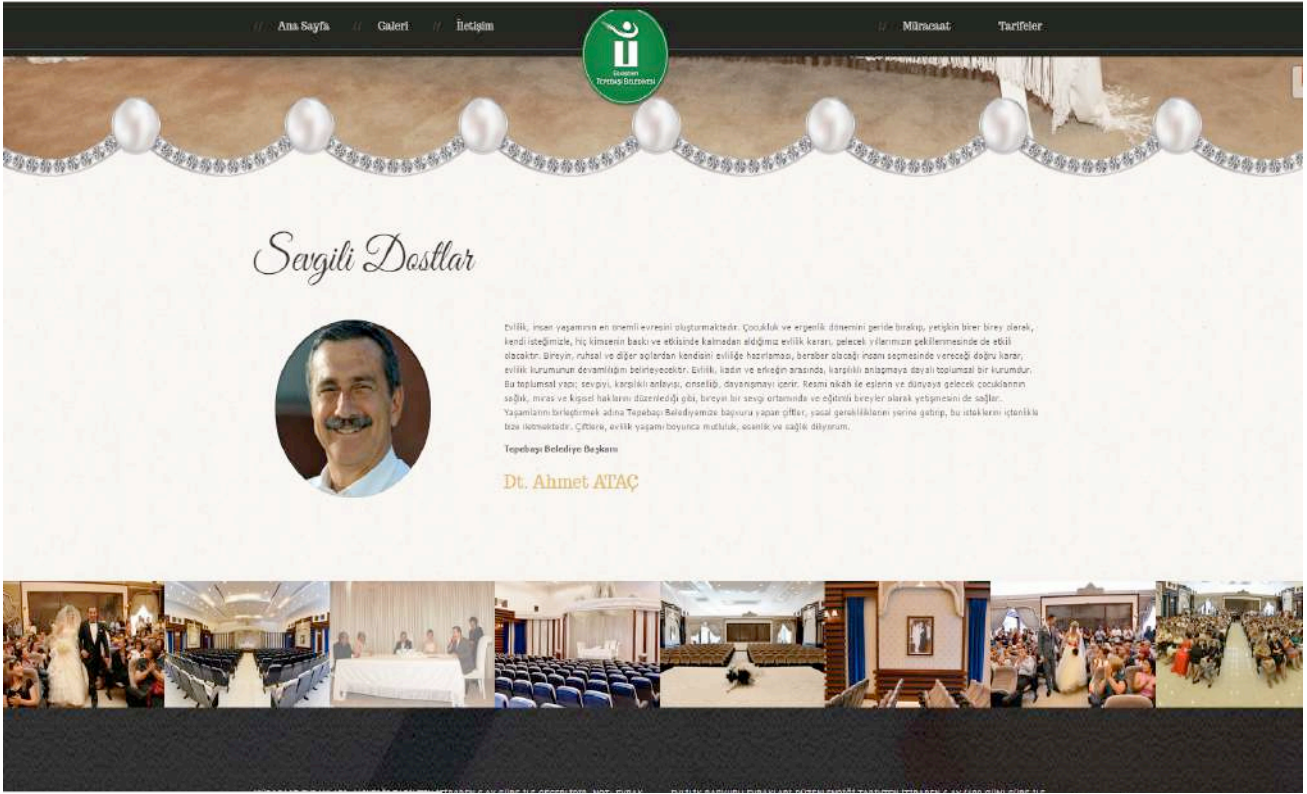 // Ana Sayfa // Galeri // İletişim // Müracaat Tarifeler
TEPEBAŞI BELEDİYESİ
Sevgili Dostlar
Evlilik, insan yaşamının en önemli evresini oluşturmaktadır. Çocukluk ve ergenlik dönemini geride bırakıp, yetişkin birer birey olarak,
kendi isteğimizle, hiç kimsenin baskı ve etkisinde kalmadan aldığımız evlilik kararı, gelecek yıllarımızın şekillenmesinde de etkili
olacaktır. Bireyin, ruhsal ve diğer açılardan kendisini evliliğe hazırlaması, beraber olacağı insanı seçmesinde vereceği doğru karar,
evlilik kurumunun devamlılığını belirleyecektir. Evlilik, kadın ve erkeğin arasında, karşılıklı anlaşmaya dayalı toplumsal bir kurumdur.
Bu toplumsal yapı; sevgiyi, karşılıklı anlayışı, cinselliği, dayanışmayı içerir. Resmi nikâh ile eşlerin ve dünyaya gelecek çocuklarının
sağlık, miras ve kişisel haklarını düzenlediği gibi, bireyin bir sevgi ortamında ve eğitimli bireyler olarak yetişmesini de sağlar.
Yaşamlarını birleştirmek adına Tepebaşı Belediyemize başvuru yapan çiftler, yasal gerekliliklerini yerine getirip, bu isteklerini içtenlikle
bize iletmektedir. Çiftlere, evlilik yaşamı boyunca mutluluk, esenlik ve sağlık diliyorum.
Tepebaşı Belediye Başkanı
Dt. Ahmet ATAÇ